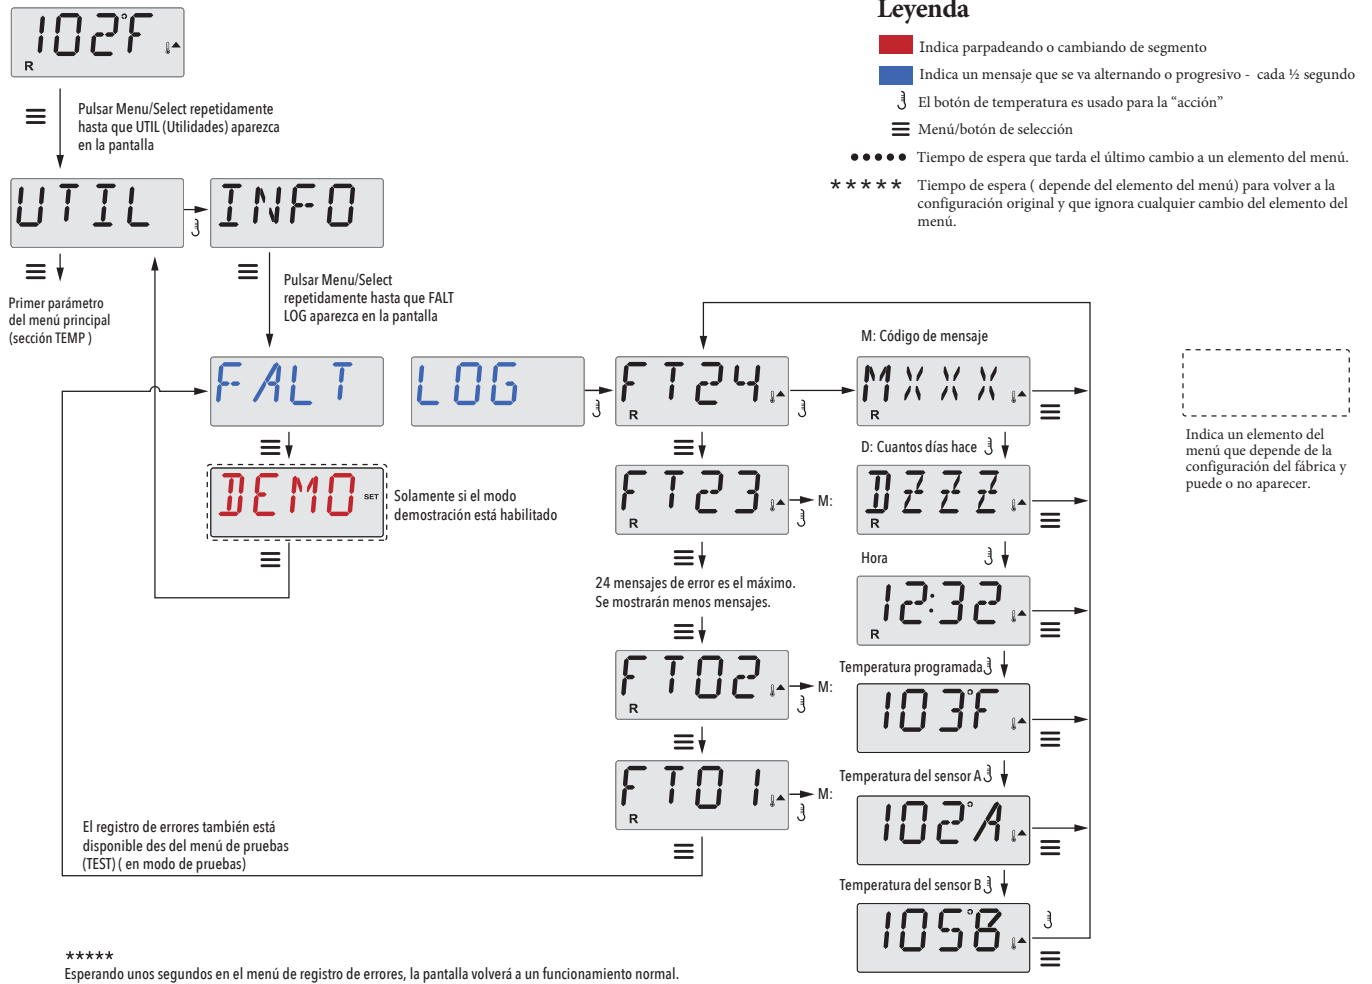 Leyenda
Indica parpadeando o cambiando de segmento
Indica un mensaje que se va alternando o progresivo - cada ½ segundo
El botón de temperatura es usado para la “acción”
Menú/botón de selección
Tiempo de espera que tarda el último cambio a un elemento del menú.
***** Tiempo de espera ( depende del elemento del menú) para volver a la
configuración original y que ignora cualquier cambio del elemento del
menú.
102°F
R
Pulsar Menu/Select repetidamente
hasta que UTIL (Utilidades) aparezca
en la pantalla
UTIL
INFO
Primer parámetro
del menú principal
(sección TEMP )
Pulsar Menu/Select
repetidamente hasta que FALT
LOG aparezca en la pantalla
FALT
LOG
DEMO
SET
Solamente si el modo
demostración está habilitado
FT24
R
FT23
R
M:
24 mensajes de error es el máximo.
Se mostrarán menos mensajes.
FT02
R
M:
FT01
R
M:
M: Código de mensaje
MXXX
R
D: Cuantos días hace
DZZZ
R
Hora
12:32
R
Temperatura programada
103°F
Temperatura del sensor A
102°A
Temperatura del sensor B
105°B
Indica un elemento del
menú que depende de la
configuración del fábrica y
puede o no aparecer.
El registro de errores también está
disponible des del menú de pruebas
(TEST) ( en modo de pruebas)
*****
Esperando unos segundos en el menú de registro de errores, la pantalla volverá a un funcionamiento normal.